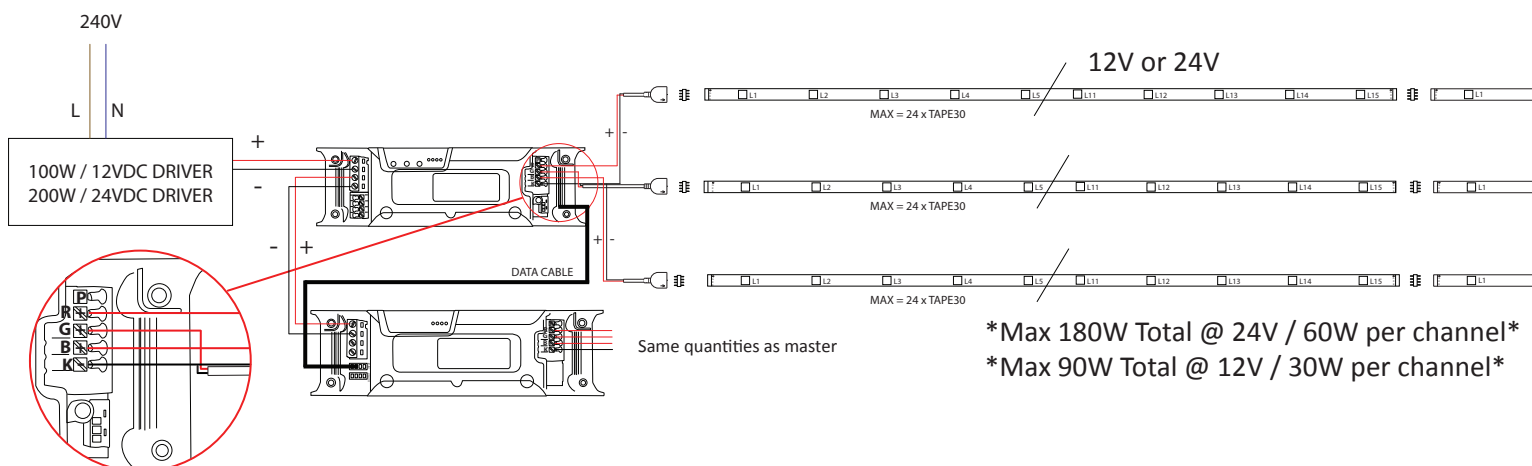 240V
L N
100W / 12VDC DRIVER
200W / 24VDC DRIVER
+
-
- +
DATA CABLE
P
R
G
B
K
12V or 24V
+ -
L1 L2 L3 L4 L5 L11 L12 L13 L14 L15 L1
MAX = 24 x TAPE30
L1 L2 L3 L4 L5 L11 L12 L13 L14 L15 L1
MAX = 24 x TAPE30
+ -
L1 L2 L3 L4 L5 L11 L12 L13 L14 L15 L1
MAX = 24 x TAPE30
Same quantities as master
*Max 180W Total @ 24V / 60W per channel*
*Max 90W Total @ 12V / 30W per channel*